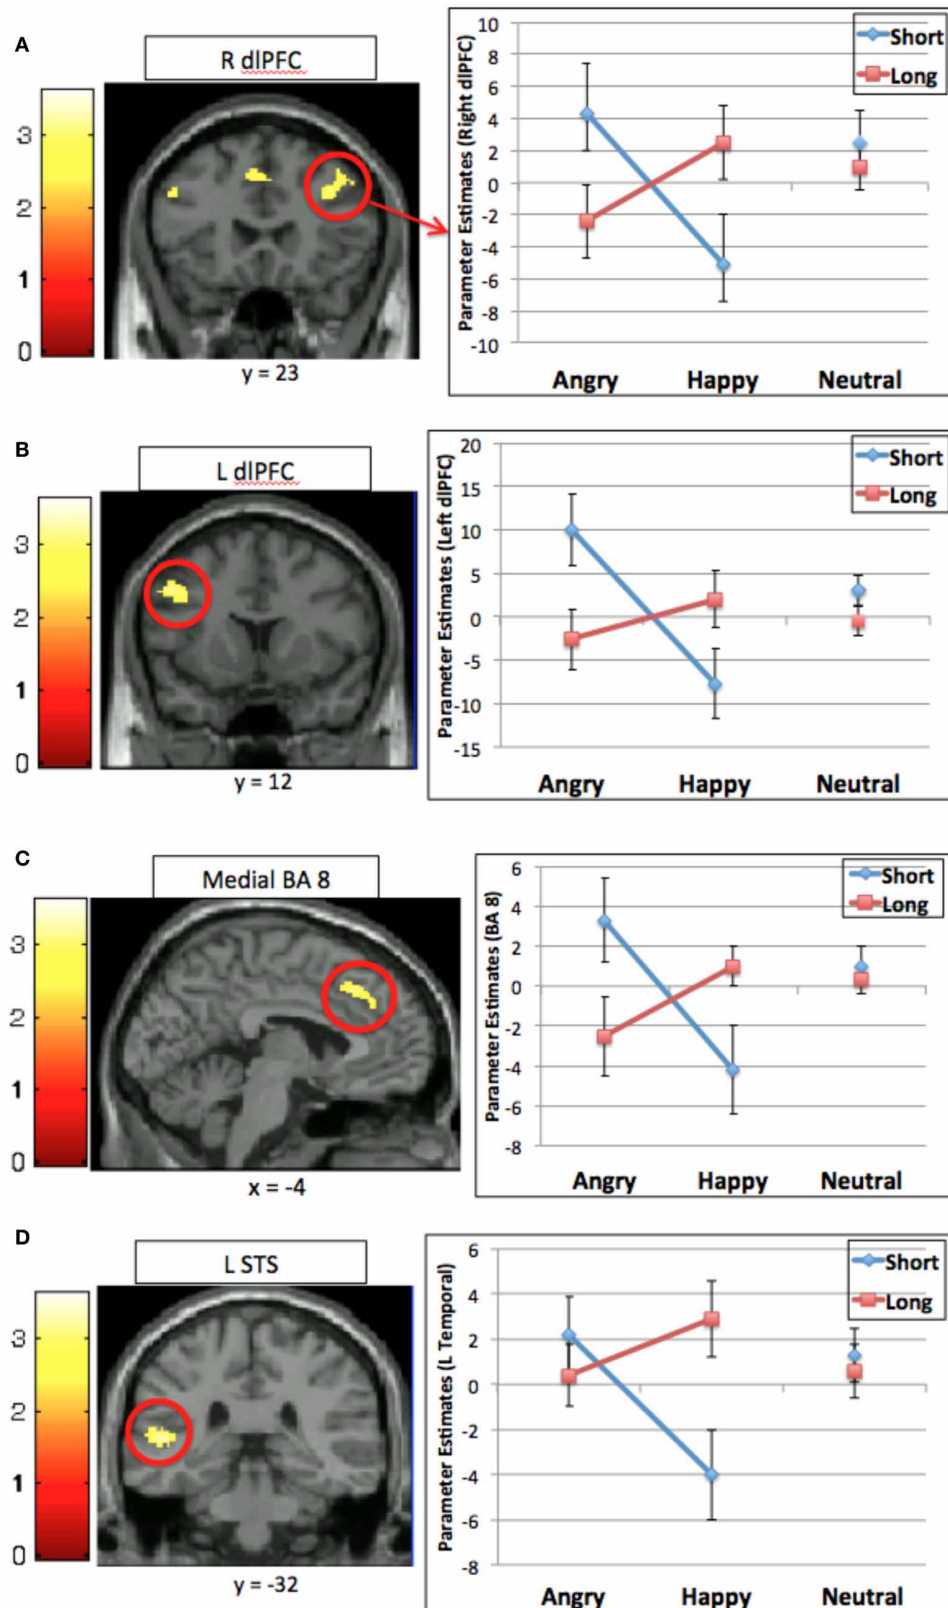 A
R dlPFC
3
2
1
0
y = 23
Parameter Estimates (Right dlPFC)
10
8
6
4
2
0
-2
-4
-6
-8
-10
Short
Long
Angry Happy Neutral
B
L dlPFC
3
2
1
0
y = 12
Parameter Estimates (Left dlPFC)
20
15
10
5
0
-5
-10
-15
Short
Long
Angry Happy Neutral
C
Medial BA 8
3
2
1
0
x = -4
Parameter Estimates (BA 8)
6
4
2
0
-2
-4
-6
-8
Short
Long
Angry Happy Neutral
D
L STS
3
2
1
0
y = -32
Parameter Estimates (L Temporal)
6
4
2
0
-2
-4
-6
-8
Short
Long
Angry Happy Neutral